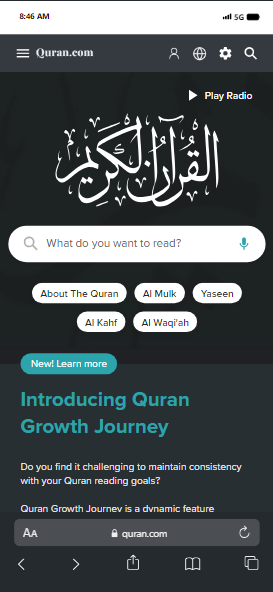 8:46 AM 5G
Quran.com
Play Radio
القرآن الكريم
What do you want to read?
About The Quran Al Mulk Yaseen
Al Kahf Al Waqi'ah
New! Learn more
Introducing Quran
Growth Journey
Do you find it challenging to maintain consistency
with your Quran reading goals?
Quran Growth Journey is a dynamic feature
AA quran.com